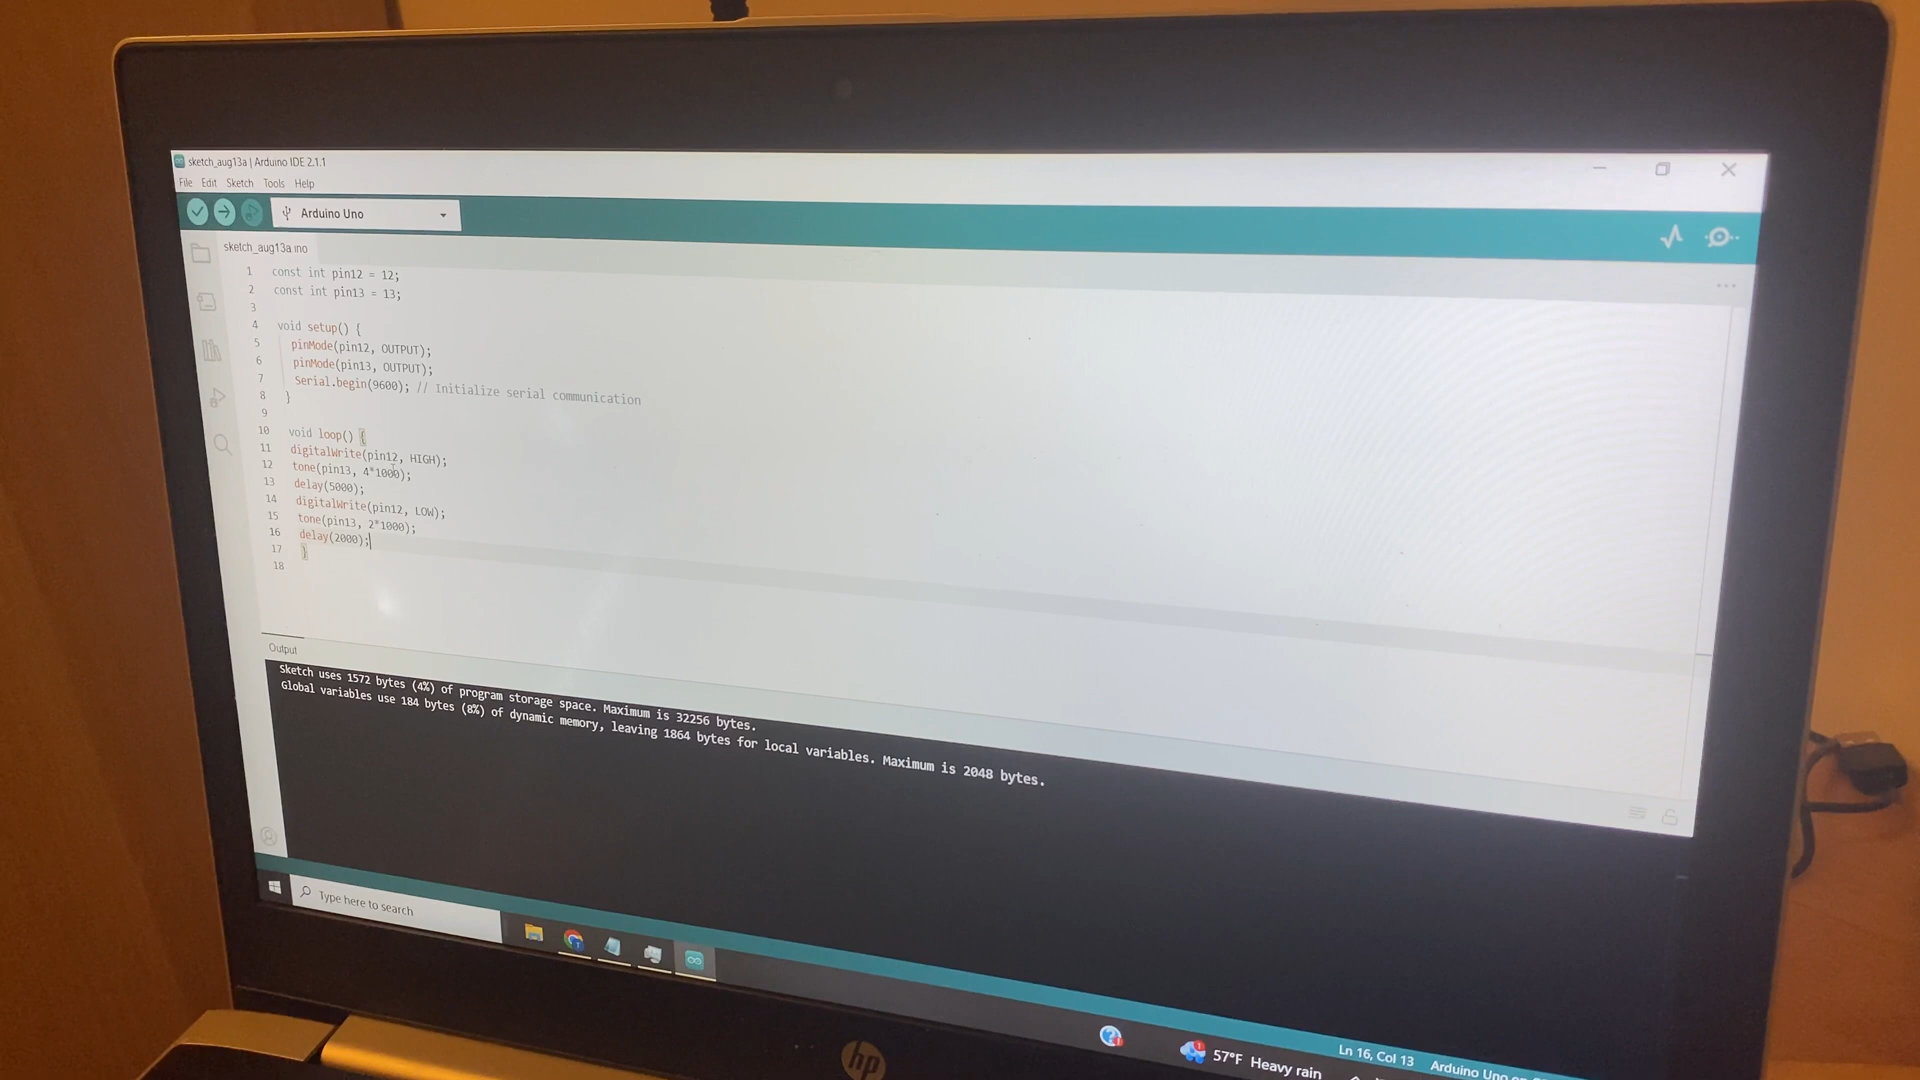 sketch_aug13a | Arduino IDE 2.1.1
File Edit Sketch Tools Help
Arduino Uno
sketch_aug13a.ino
1 const int pin12 = 12;
2 const int pin13 = 13;
3
4 void setup() {
5 pinMode(pin12, OUTPUT);
6 pinMode(pin13, OUTPUT);
7 Serial.begin(9600); // Initialize serial communication
8 }
9
10 void loop() {
11 digitalWrite(pin12, HIGH);
12 tone(pin13, 4*1000);
13 delay(5000);
14 digitalWrite(pin12, LOW);
15 tone(pin13, 2*1000);
16 delay(2000);
17 }
18
Output
Sketch uses 1572 bytes (4%) of program storage space. Maximum is 32256 bytes.
Global variables use 184 bytes (8%) of dynamic memory, leaving 1864 bytes for local variables. Maximum is 2048 bytes.
Ln 16, Col 13 Arduino Uno
Type here to search
57°F Heavy rain
hp